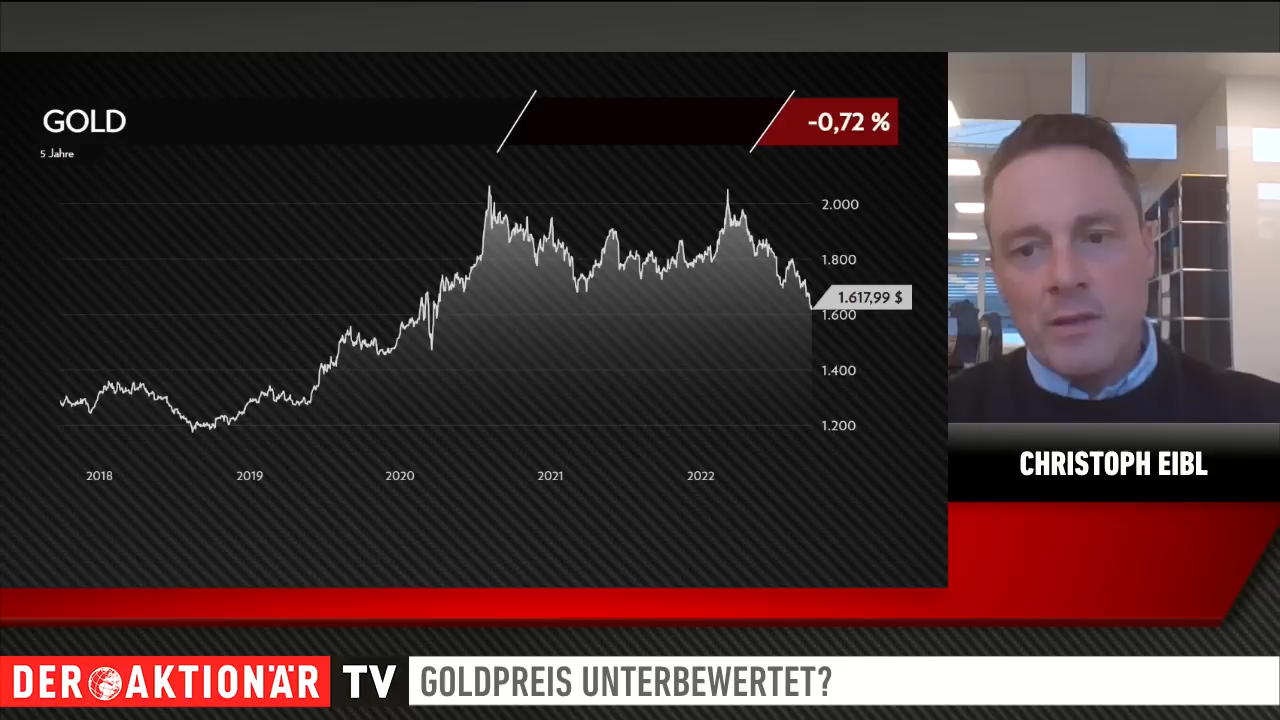 GOLD
-0,72 %
5 Jahre
2.000
1.800
1.617,99 $
1.600
1.400
1.200
2018
2019
2020
2021
2022
CHRISTOPH EIBL
DER AKTIONÄR TV
GOLDPREIS UNTERBEWERTET?